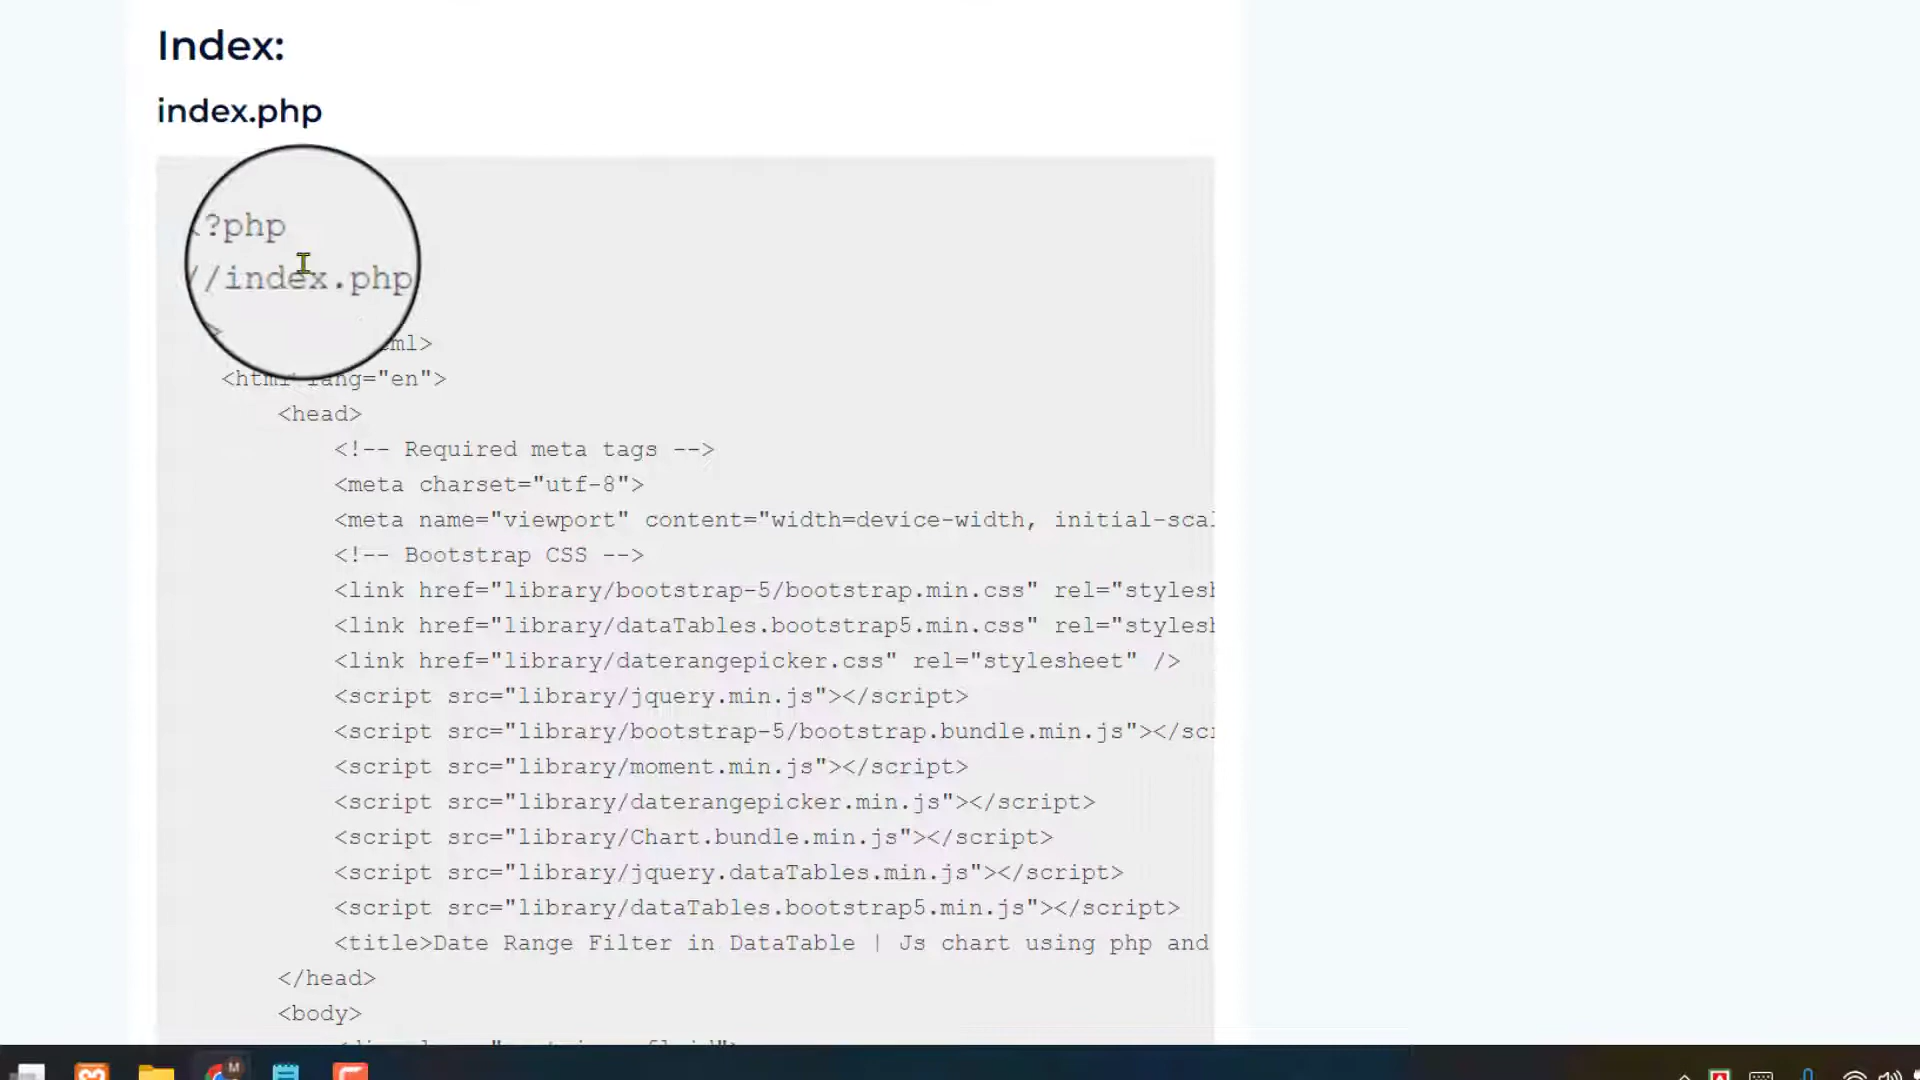 Index:
index.php
?php
//index.php
>
ml>
<html lang="en">
<head>
<!-- Required meta tags -->
<meta charset="utf-8">
<meta name="viewport" content="width=device-width, initial-scal
<!-- Bootstrap CSS -->
<link href="library/bootstrap-5/bootstrap.min.css" rel="stylesh
<link href="library/dataTables.bootstrap5.min.css" rel="stylesh
<link href="library/daterangepicker.css" rel="stylesheet" />
<script src="library/jquery.min.js"></script>
<script src="library/bootstrap-5/bootstrap.bundle.min.js"></scr
<script src="library/moment.min.js"></script>
<script src="library/daterangepicker.min.js"></script>
<script src="library/Chart.bundle.min.js"></script>
<script src="library/jquery.dataTables.min.js"></script>
<script src="library/dataTables.bootstrap5.min.js"></script>
<title>Date Range Filter in DataTable | Js chart using php and
</head>
<body>